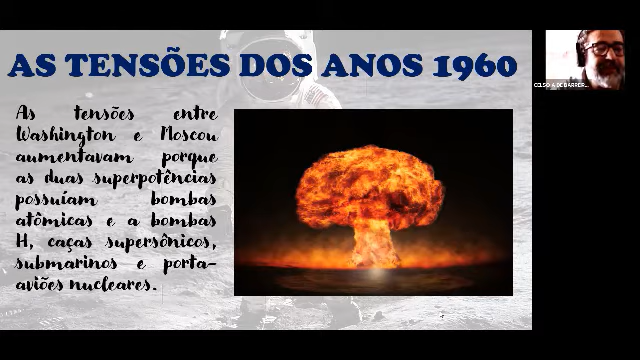 AS TENSÕES DOS ANOS 1960
As tensões entre
Washington e Moscou
aumentavam porque
as duas superpotências
possuíam bombas
atômicas e a bombas
H, caças supersônicos,
submarinos e porta-
aviões nucleares.